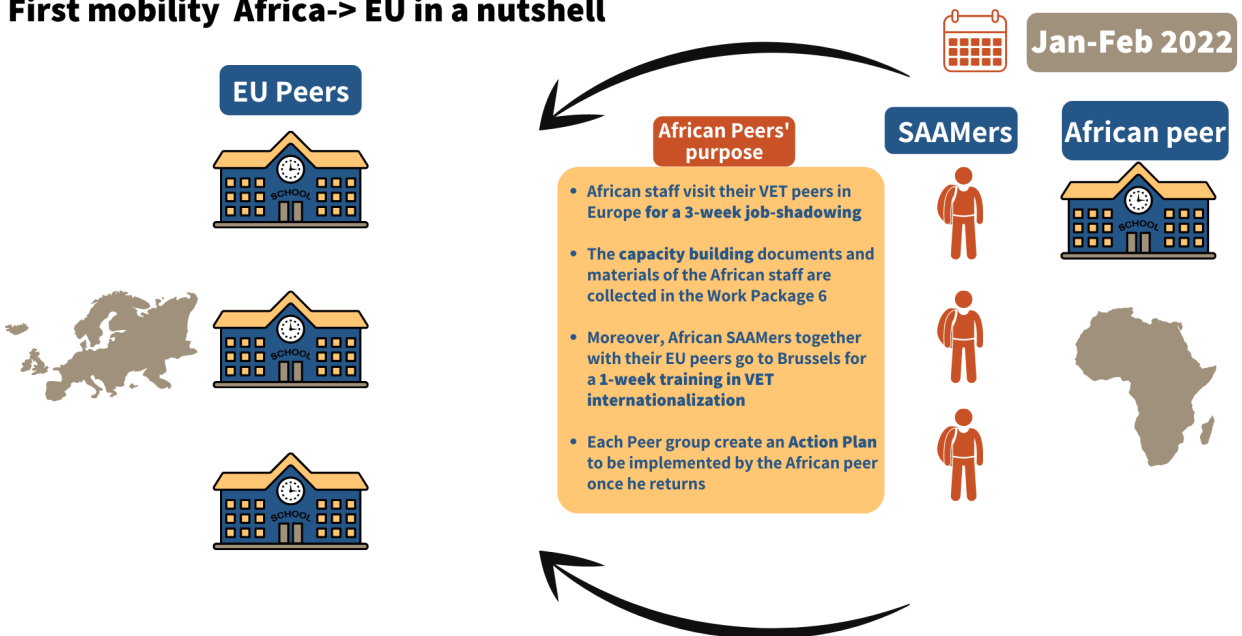 First mobility Africa-> EU in a nutshell
Jan-Feb 2022
EU Peers
SCHOOL
SCHOOL
SCHOOL
African Peers'
purpose
• African staff visit their VET peers in
Europe for a 3-week job-shadowing
• The capacity building documents and
materials of the African staff are
collected in the Work Package 6
• Moreover, African SAAMers together
with their EU peers go to Brussels for
a 1-week training in VET
internationalization
• Each Peer group create an Action Plan
to be implemented by the African peer
once he returns
SAAMers
African peer
SCHOOL